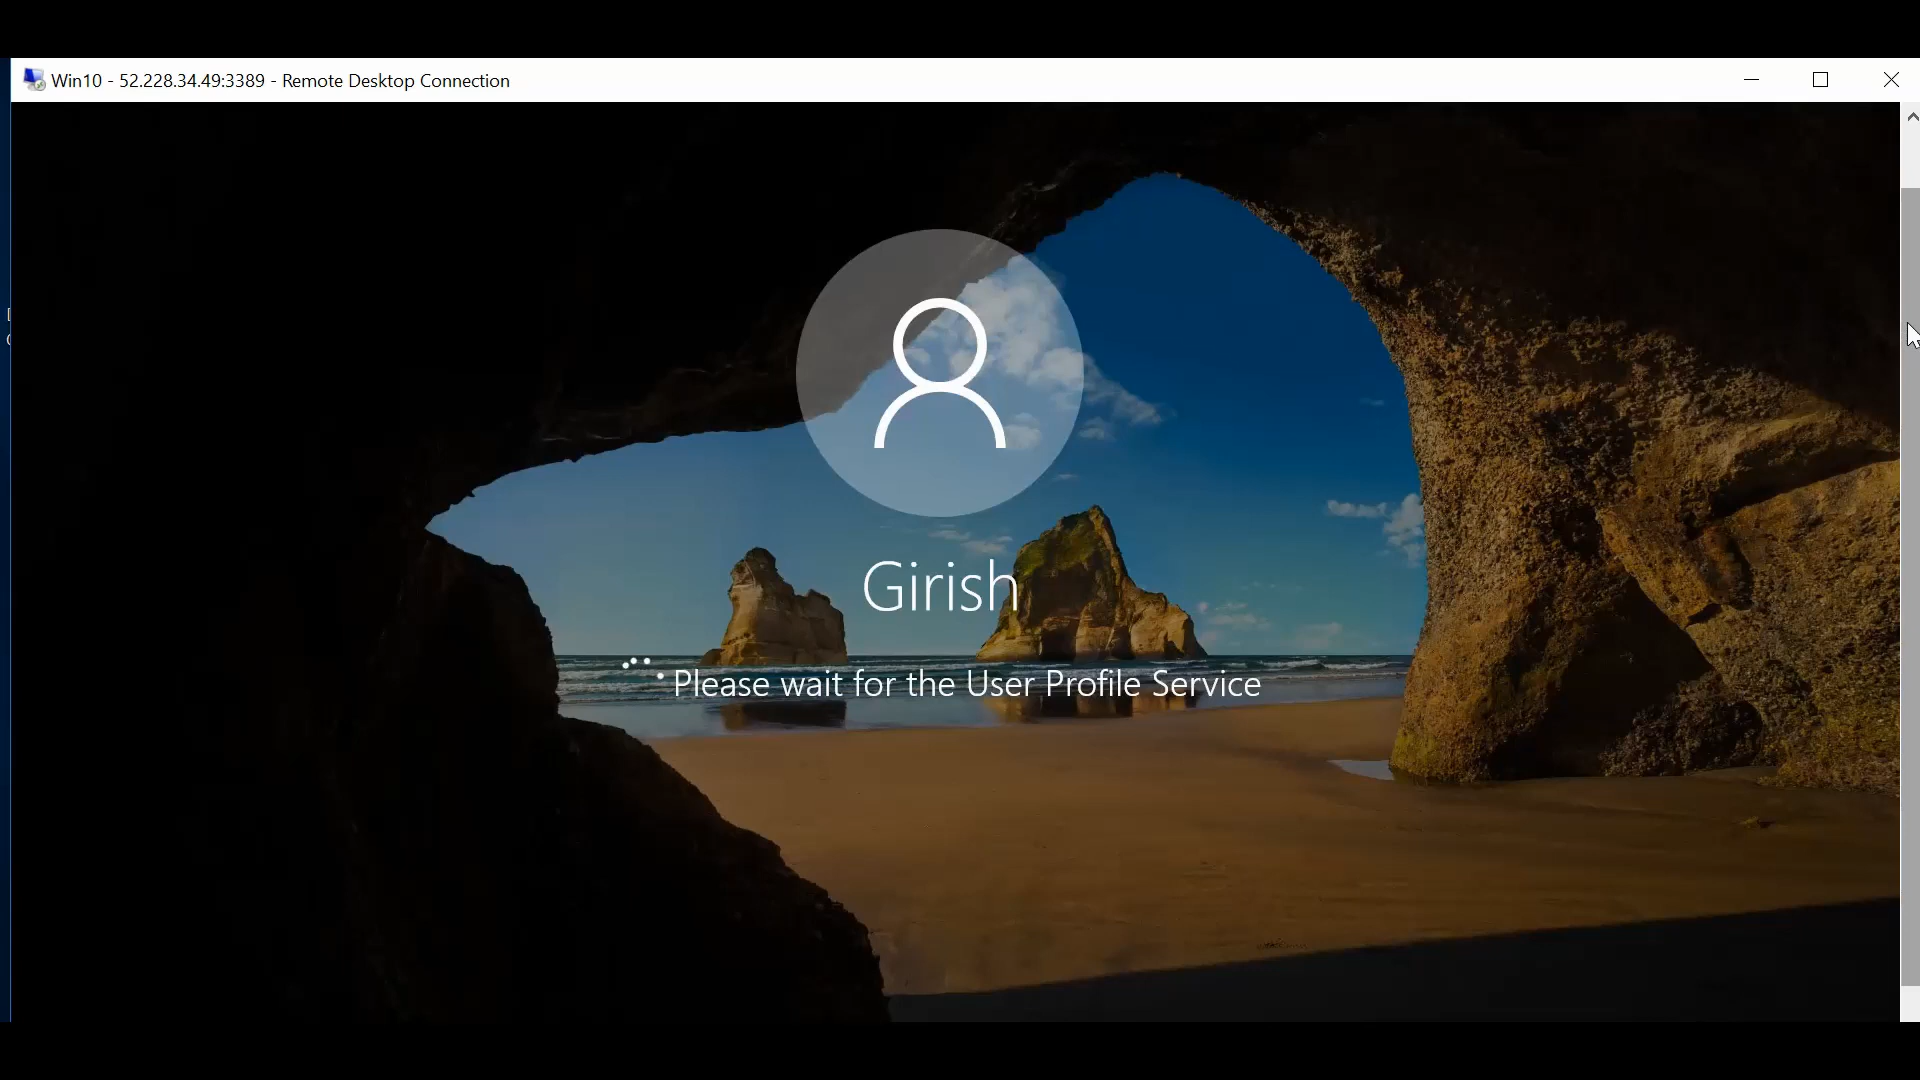 Win10 - 52.228.34.49:3389 - Remote Desktop Connection
Girish
Please wait for the User Profile Service